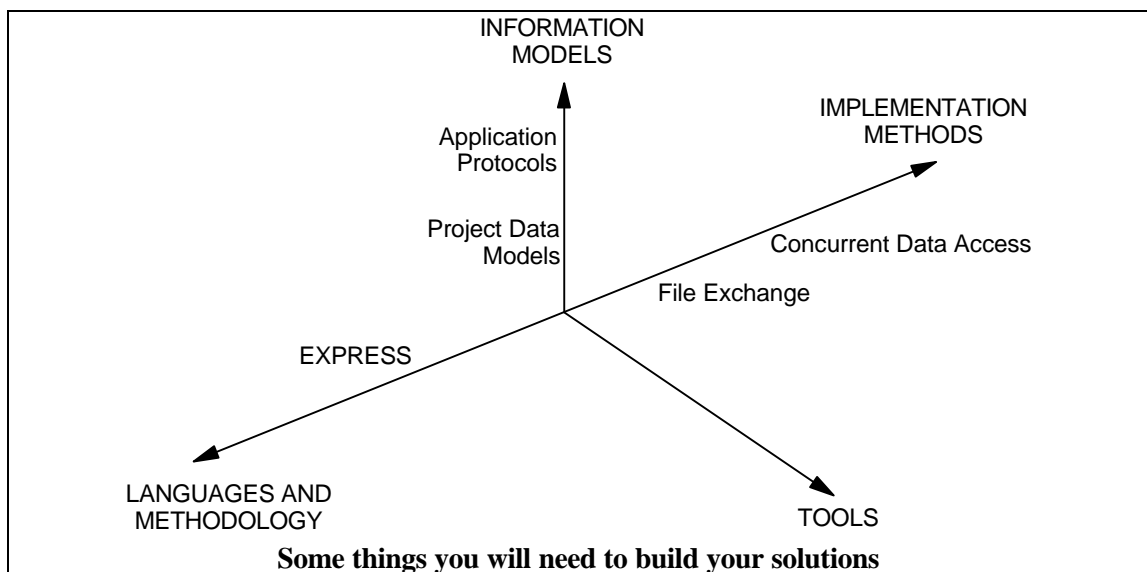 INFORMATION
MODELS
IMPLEMENTATION
METHODS
Application
Protocols
Project Data
Models
Concurrent Data Access
File Exchange
EXPRESS
LANGUAGES AND
METHODOLOGY
TOOLS
Some things you will need to build your solutions